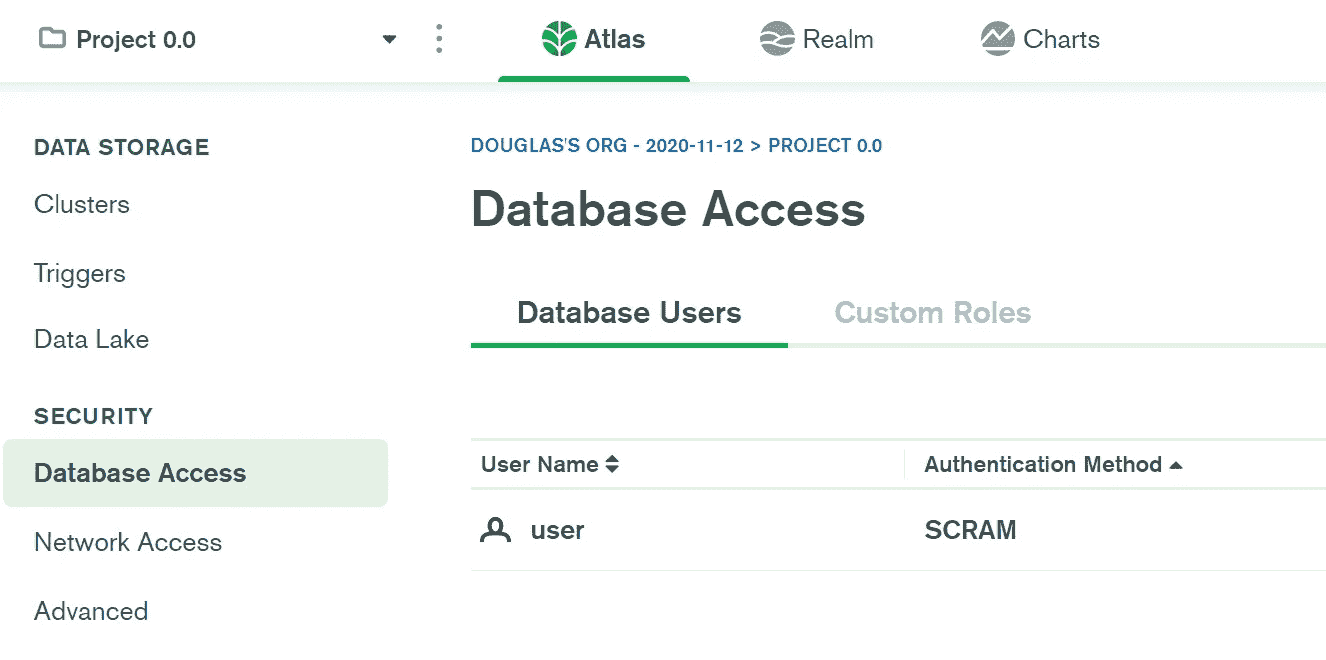 Project 0.0
Atlas
Realm
Charts
DATA STORAGE
Clusters
Triggers
Data Lake
SECURITY
Database Access
Network Access
Advanced
DOUGLAS'S ORG - 2020-11-12 > PROJECT 0.0
Database Access
Database Users
Custom Roles
User Name
Authentication Method
user
SCRAM